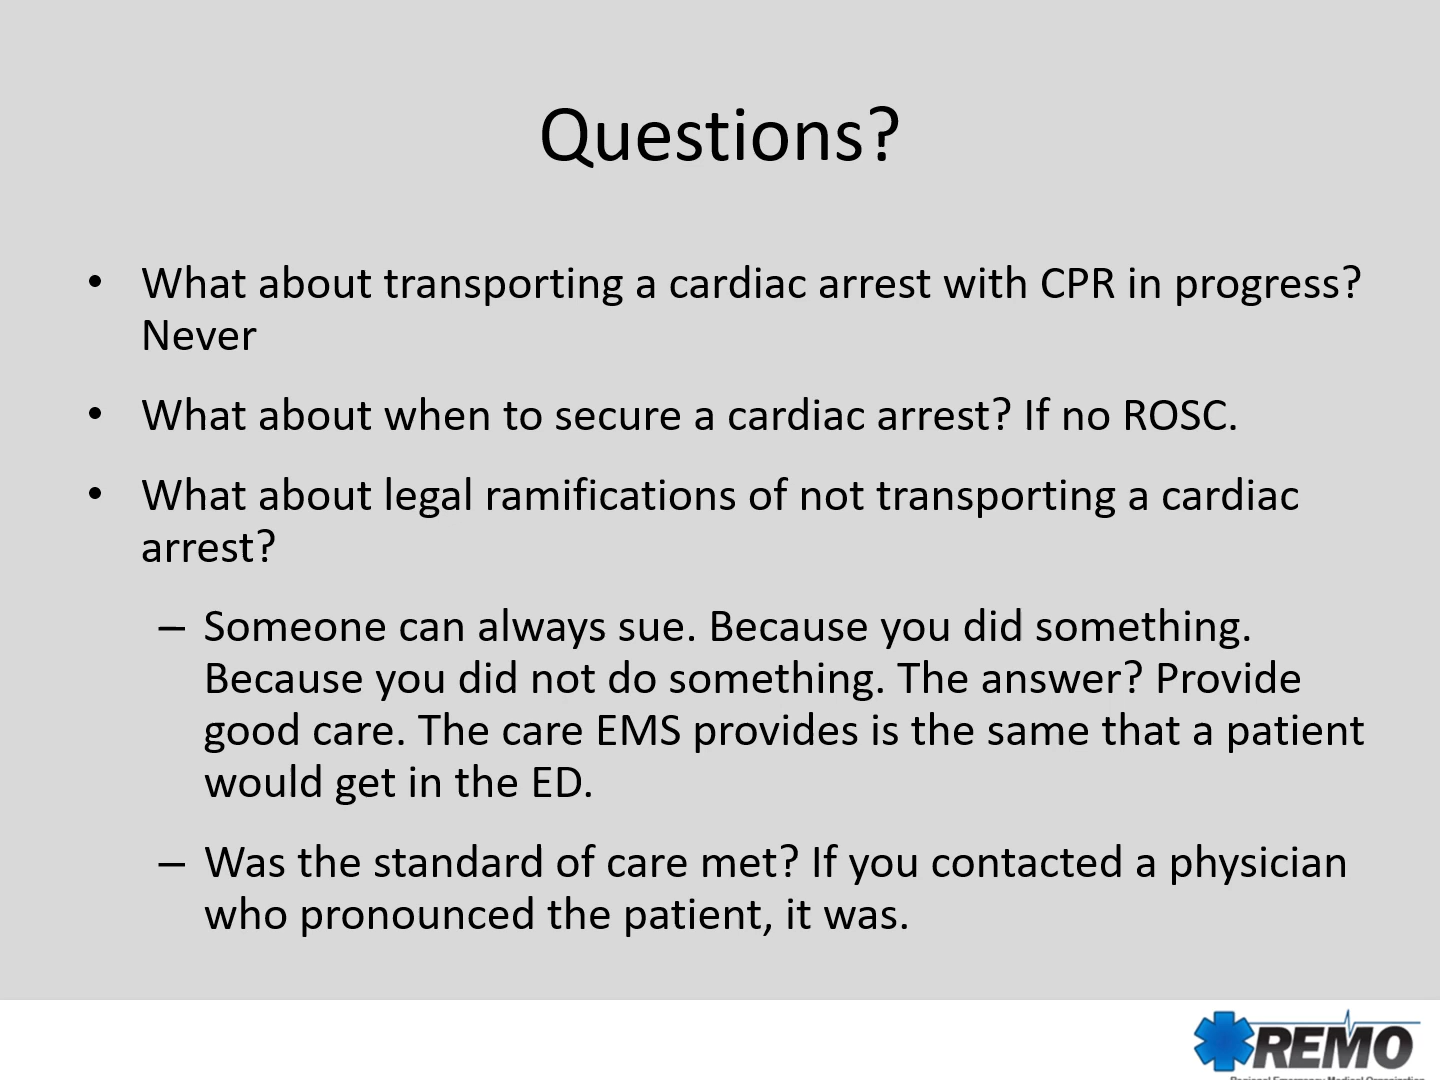 Questions?
• What about transporting a cardiac arrest with CPR in progress?
Never
• What about when to secure a cardiac arrest? If no ROSC.
• What about legal ramifications of not transporting a cardiac
arrest?
– Someone can always sue. Because you did something.
Because you did not do something. The answer? Provide
good care. The care EMS provides is the same that a patient
would get in the ED.
– Was the standard of care met? If you contacted a physician
who pronounced the patient, it was.
REMO
Regional Emergency Medical Organization